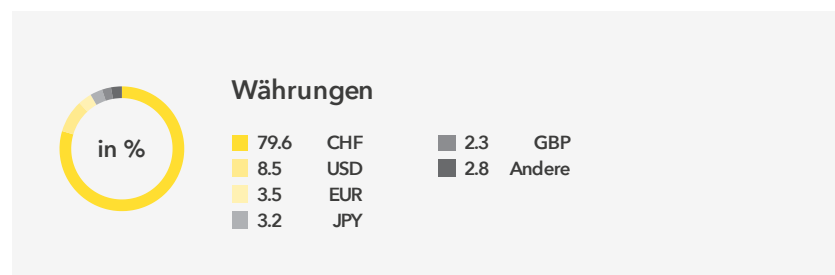 Währungen
in %
79.6 CHF
8.5 USD
3.5 EUR
3.2 JPY
2.3 GBP
2.8 Andere